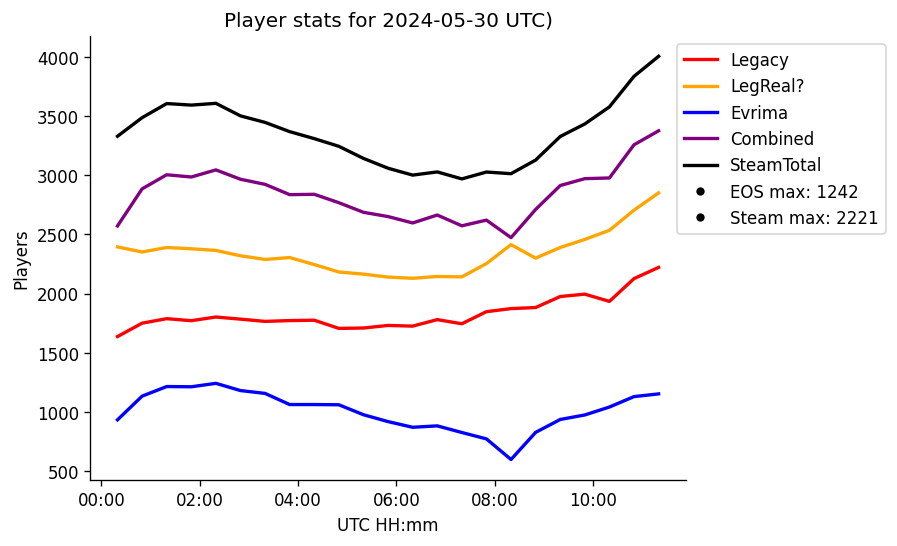 Player stats for 2024-05-30 UTC)
4000
3500
3000
2500
2000
1500
1000
500
Players
00:00 02:00 04:00 06:00 08:00 10:00
UTC HH:mm
Legacy
LegReal?
Evrima
Combined
SteamTotal
EOS max: 1242
Steam max: 2221